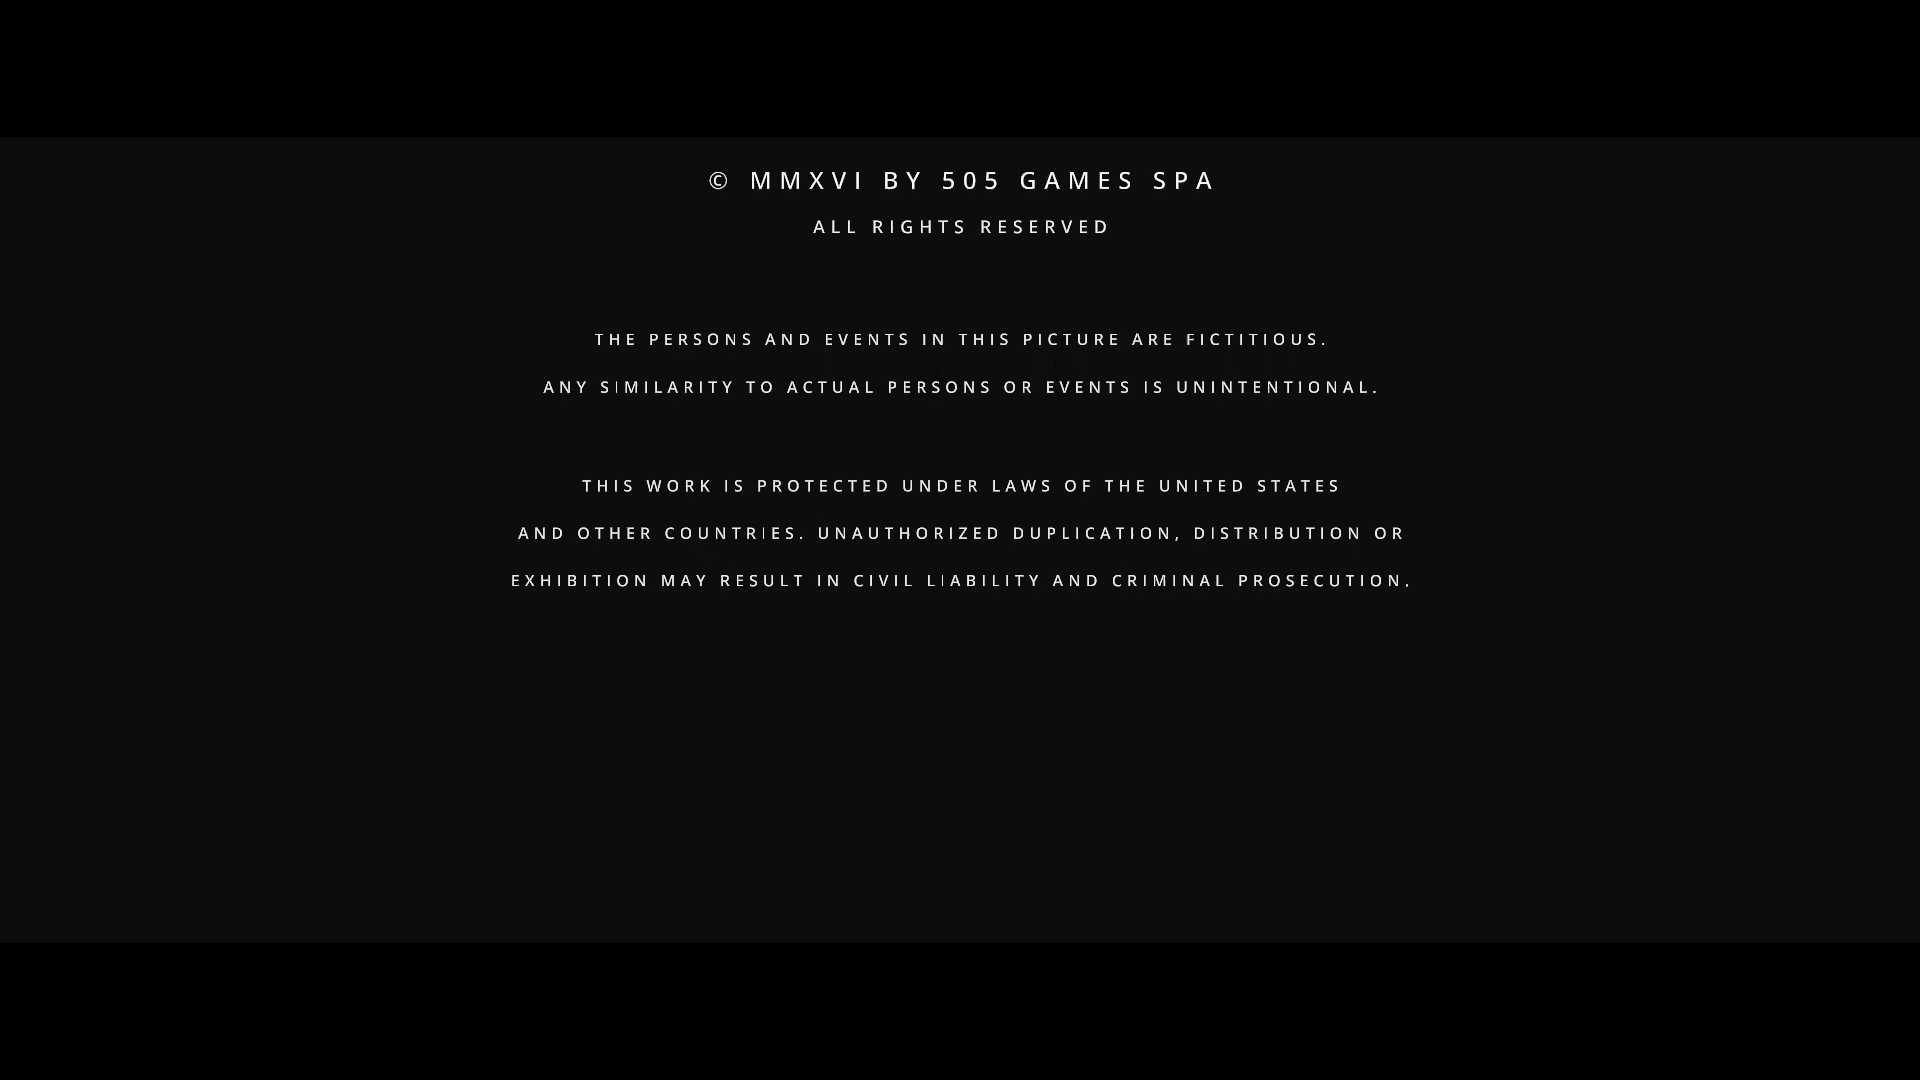 © MMXVI BY 505 GAMES SPA
ALL RIGHTS RESERVED
THE PERSONS AND EVENTS IN THIS PICTURE ARE FICTITIOUS.
ANY SIMILARITY TO ACTUAL PERSONS OR EVENTS IS UNINTENTIONAL.
THIS WORK IS PROTECTED UNDER LAWS OF THE UNITED STATES
AND OTHER COUNTRIES. UNAUTHORIZED DUPLICATION, DISTRIBUTION OR
EXHIBITION MAY RESULT IN CIVIL LIABILITY AND CRIMINAL PROSECUTION.